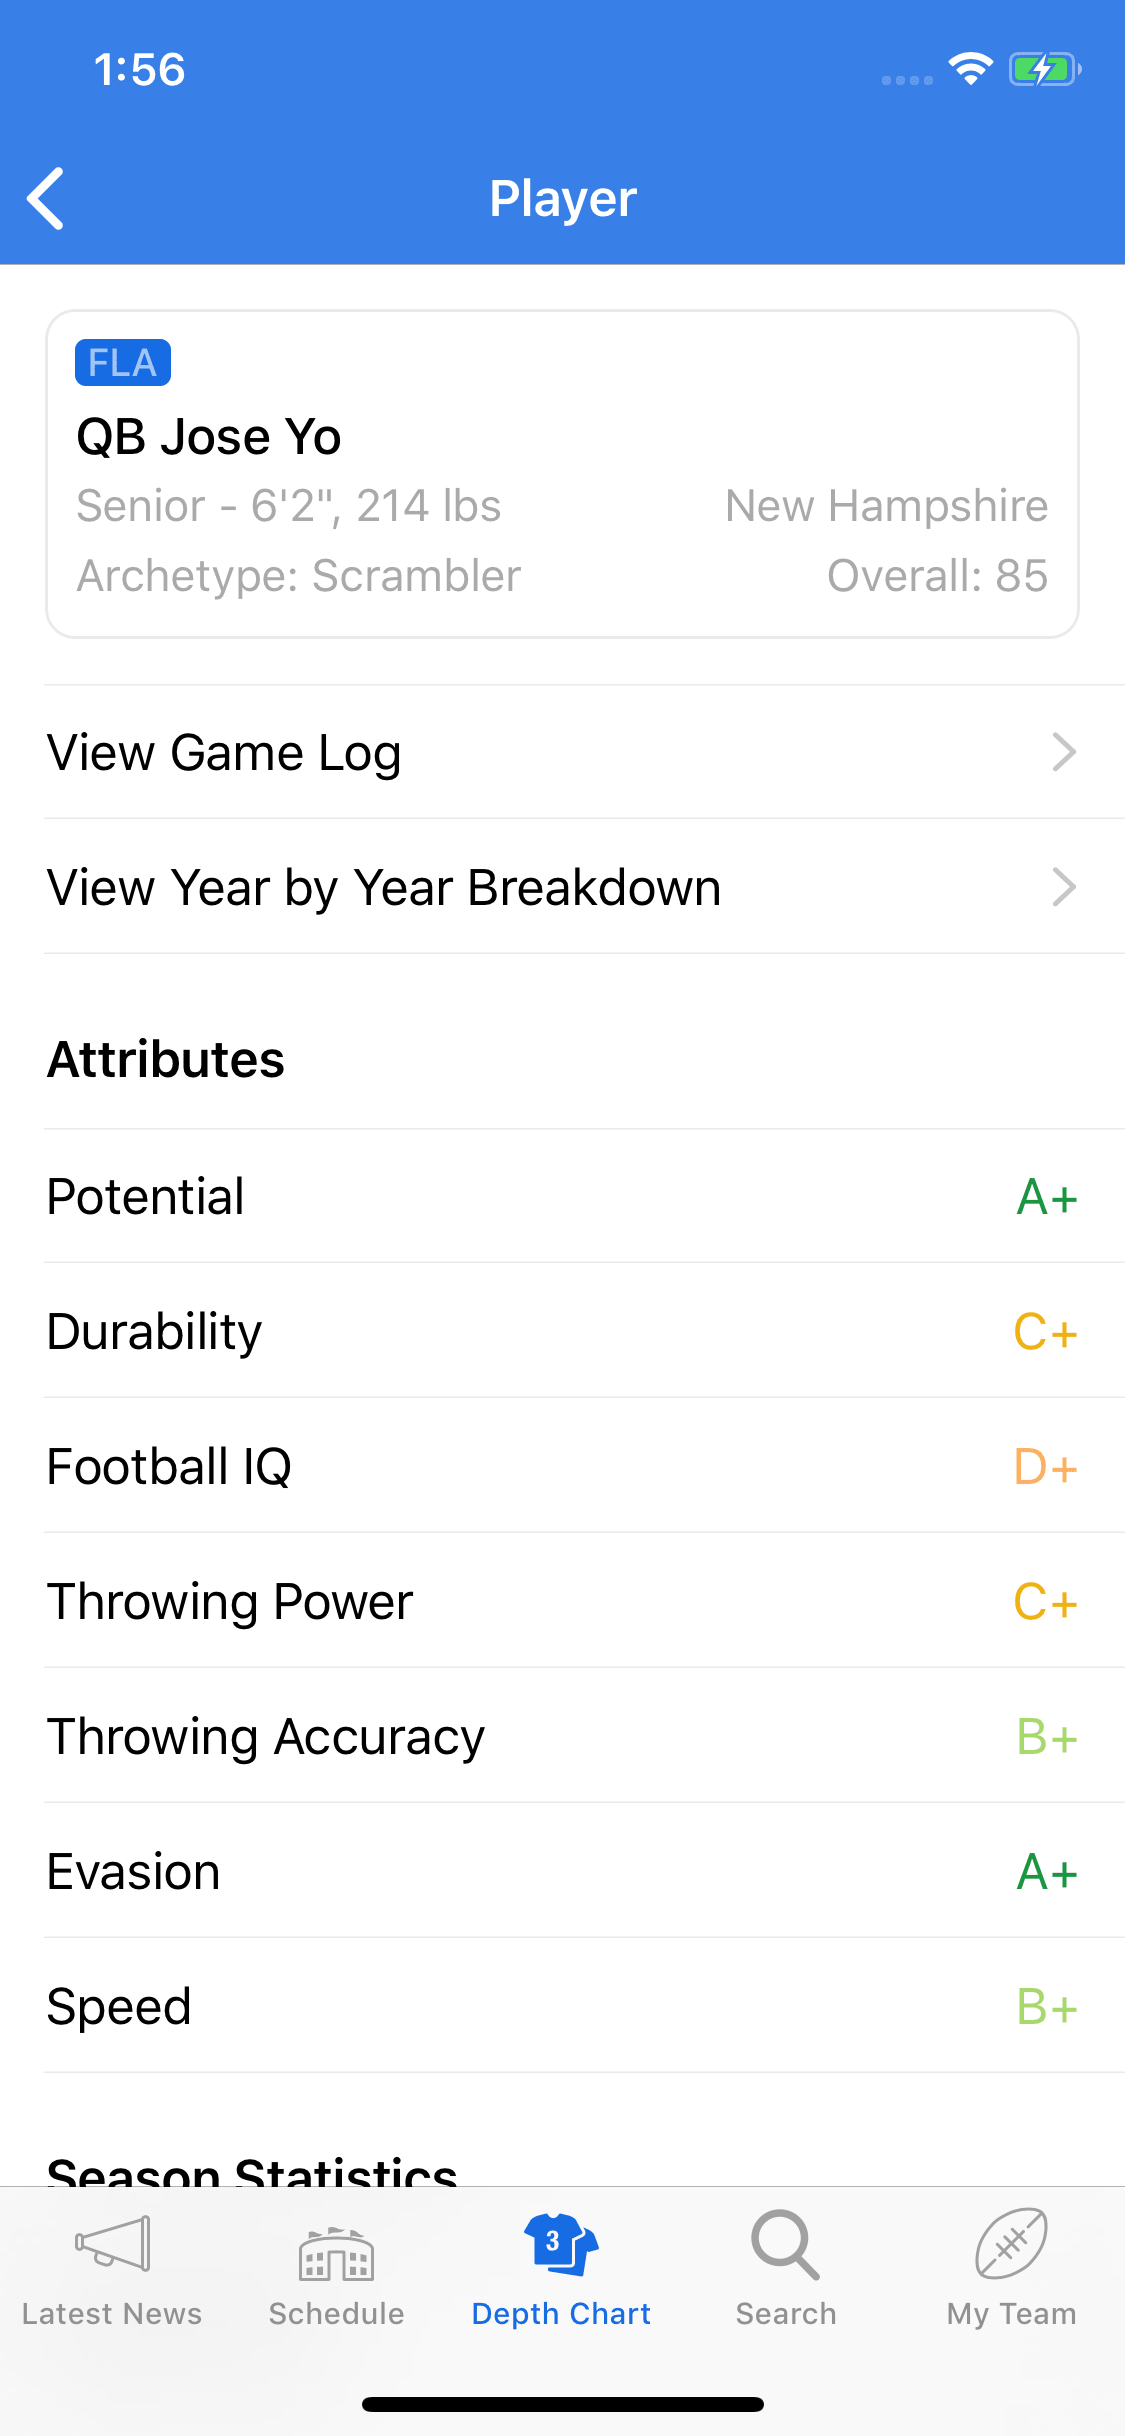 1:56
Player
FLA
QB Jose Yo
Senior - 6'2", 214 lbs New Hampshire
Archetype: Scrambler Overall: 85
View Game Log
View Year by Year Breakdown
Attributes
Potential A+
Durability C+
Football IQ D+
Throwing Power C+
Throwing Accuracy B+
Evasion A+
Speed B+
Season Statistics
3
Latest News Schedule Depth Chart Search My Team